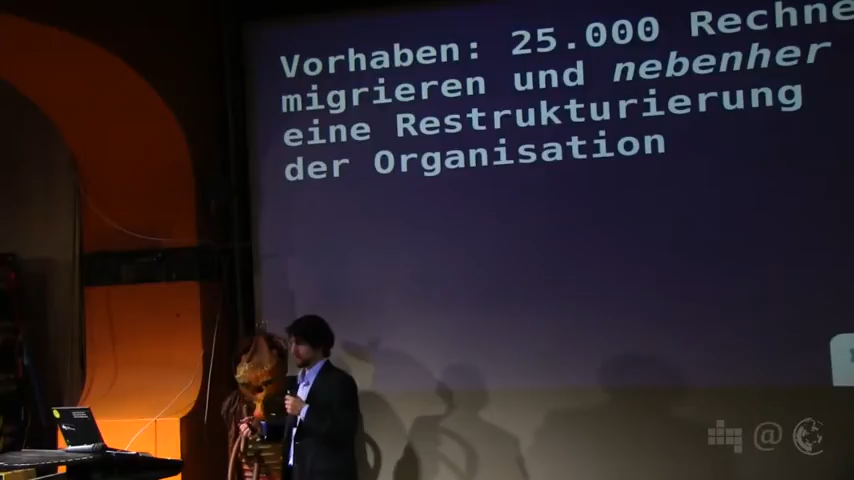 Vorhaben: 25.000 Rechne
migrieren und nebenher
eine Restrukturierung
der Organisation
@